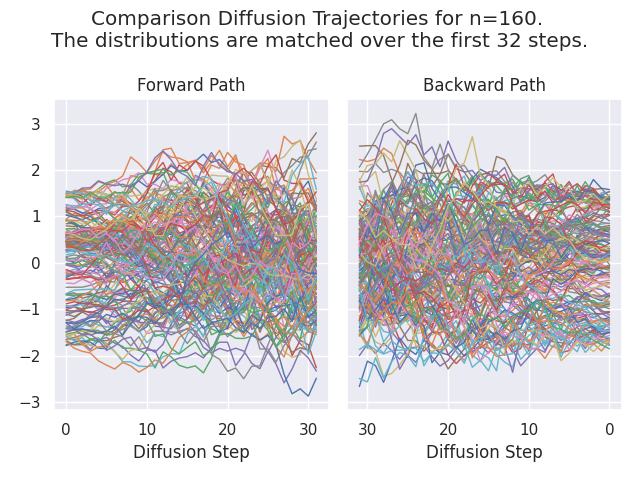 Comparison Diffusion Trajectories for n=160.
The distributions are matched over the first 32 steps.
Forward Path
Backward Path
3
2
1
0
−1
−2
−3
0 10 20 30
30 20 10 0
Diffusion Step
Diffusion Step